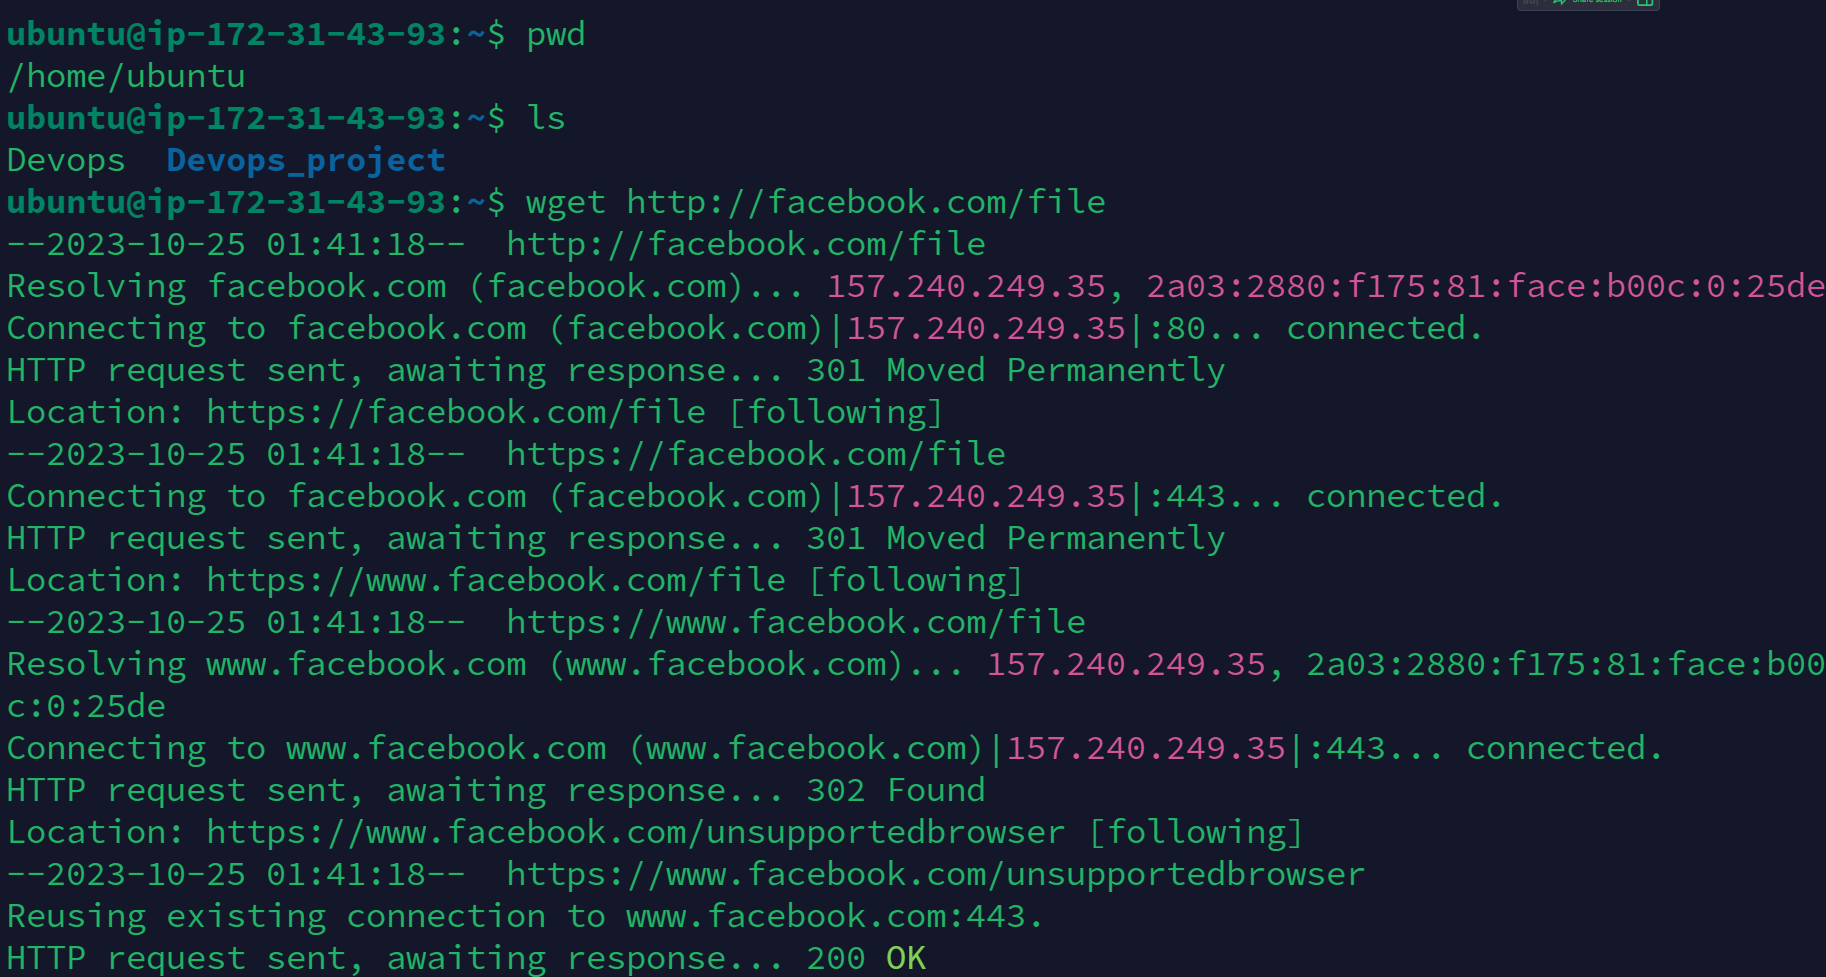 Share session
ubuntu@ip-172-31-43-93:~$ pwd
/home/ubuntu
ubuntu@ip-172-31-43-93:~$ ls
Devops  Devops_project
ubuntu@ip-172-31-43-93:~$ wget http://facebook.com/file
--2023-10-25 01:41:18--  http://facebook.com/file
Resolving facebook.com (facebook.com)... 157.240.249.35, 2a03:2880:f175:81:face:b00c:0:25de
Connecting to facebook.com (facebook.com)|157.240.249.35|:80... connected.
HTTP request sent, awaiting response... 301 Moved Permanently
Location: https://facebook.com/file [following]
--2023-10-25 01:41:18--  https://facebook.com/file
Connecting to facebook.com (facebook.com)|157.240.249.35|:443... connected.
HTTP request sent, awaiting response... 301 Moved Permanently
Location: https://www.facebook.com/file [following]
--2023-10-25 01:41:18--  https://www.facebook.com/file
Resolving www.facebook.com (www.facebook.com)... 157.240.249.35, 2a03:2880:f175:81:face:b00
c:0:25de
Connecting to www.facebook.com (www.facebook.com)|157.240.249.35|:443... connected.
HTTP request sent, awaiting response... 302 Found
Location: https://www.facebook.com/unsupportedbrowser [following]
--2023-10-25 01:41:18--  https://www.facebook.com/unsupportedbrowser
Reusing existing connection to www.facebook.com:443.
HTTP request sent, awaiting response... 200 OK